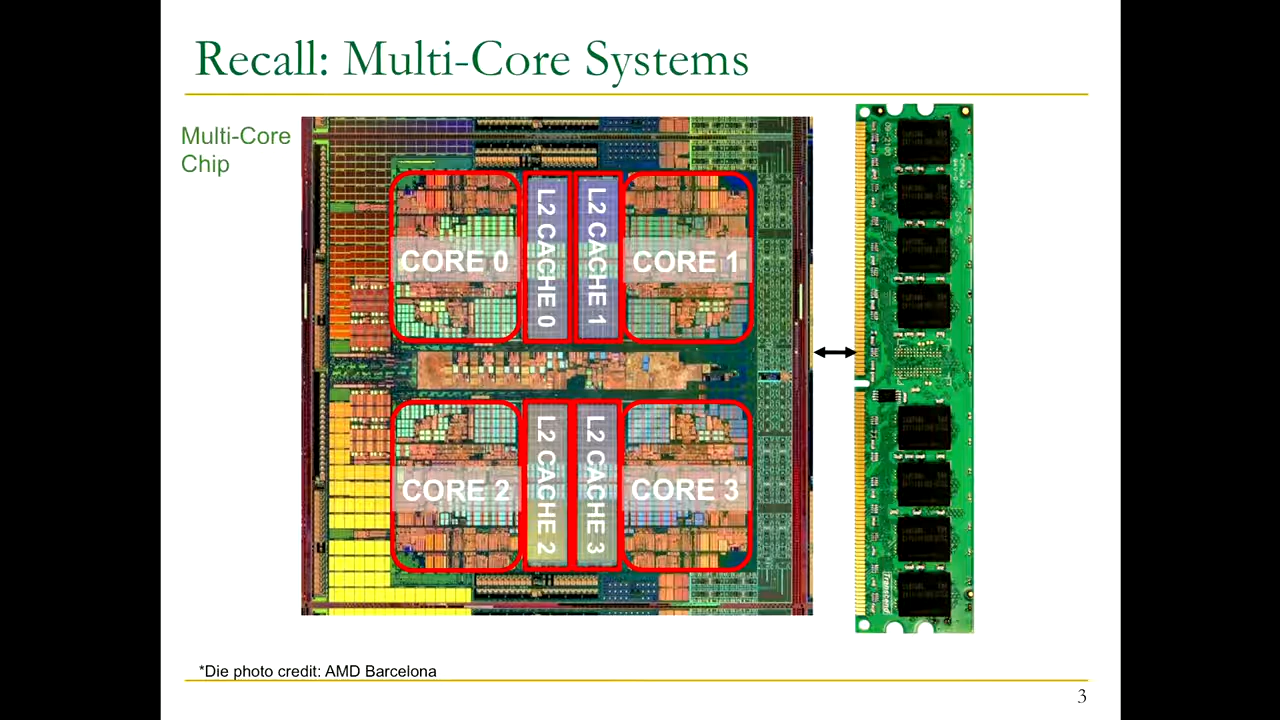 Recall: Multi-Core Systems
Multi-Core
Chip
CORE 0
L2 CACHE 0
L2 CACHE 1
CORE 1
CORE 2
L2 CACHE 2
L2 CACHE 3
CORE 3
Transcend
*Die photo credit: AMD Barcelona
3